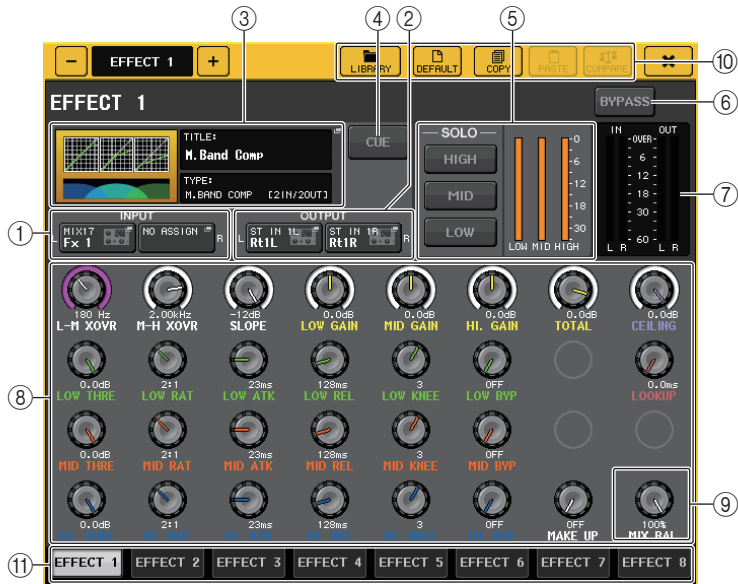 ③ ④ ② ⑤
− EFFECT 1 + LIBRARY DEFAULT COPY PASTE COMPARE ✖ ⑩
EFFECT 1 BYPASS ⑥
TITLE:
M.Band Comp
TYPE:
M.BAND COMP [2IN/2OUT]
CUE
SOLO
HIGH
MID
LOW
0
-6
-12
-18
-30
LOW MID HIGH
IN OUT
-OVER-
- 6 -
- 12 -
- 18 -
- 30 -
- 60 -
L R L R
⑦
① INPUT
L MIX17 Fx 1 NO ASSIGN R
OUTPUT
L ST IN 1L Rt1L ST IN 1R Rt1R R
⑧
180 Hz 2.00kHz -12dB 0.0dB 0.0dB 0.0dB 0.0dB 0.0dB
L-M XOVR M-H XOVR SLOPE LOW GAIN MID GAIN HI. GAIN TOTAL CEILING
0.0dB 2:1 23ms 128ms 3 OFF 0.0ms
LOW THRE LOW RAT LOW ATK LOW REL LOW KNEE LOW BYP LOOKUP
0.0dB 2:1 23ms 128ms 3 OFF
MID THRE MID RAT MID ATK MID REL MID KNEE MID BYP
⑨
0.0dB 2:1 23ms 128ms 3 OFF OFF 100%
MAKE UP MIX BAL
⑪ EFFECT 1 EFFECT 2 EFFECT 3 EFFECT 4 EFFECT 5 EFFECT 6 EFFECT 7 EFFECT 8